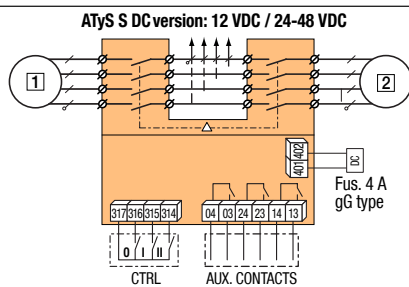 ATyS S DC version: 12 VDC / 24-48 VDC
1
2
401 402
DC
Fus. 4 A
gG type
317 316 315 314
04 03 24 23 14 13
0 I II
CTRL
AUX. CONTACTS